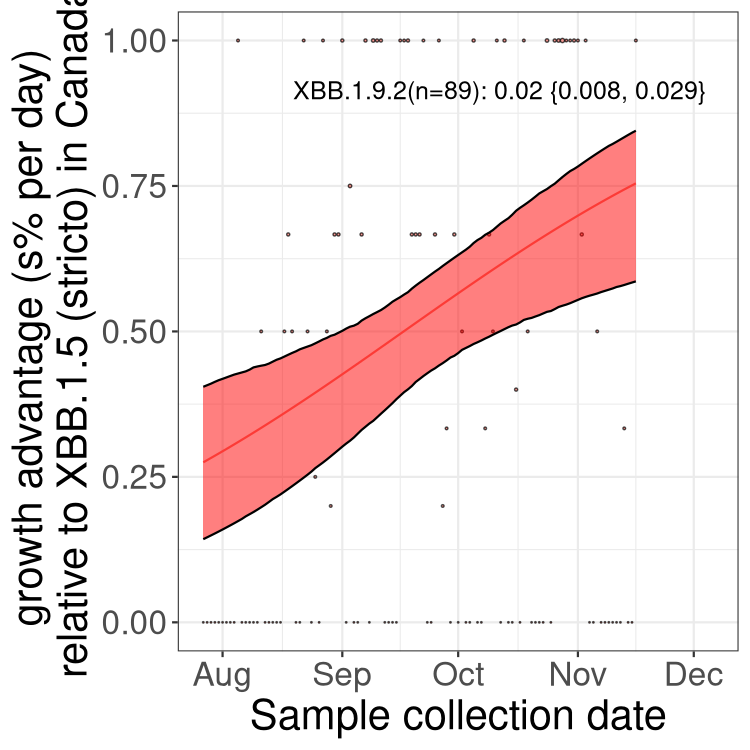 growth advantage (s% per day)
relative to XBB.1.5 (stricto) in Canada
1.00
0.75
0.50
0.25
0.00
XBB.1.9.2(n=89): 0.02 {0.008, 0.029}
Aug Sep Oct Nov Dec
Sample collection date